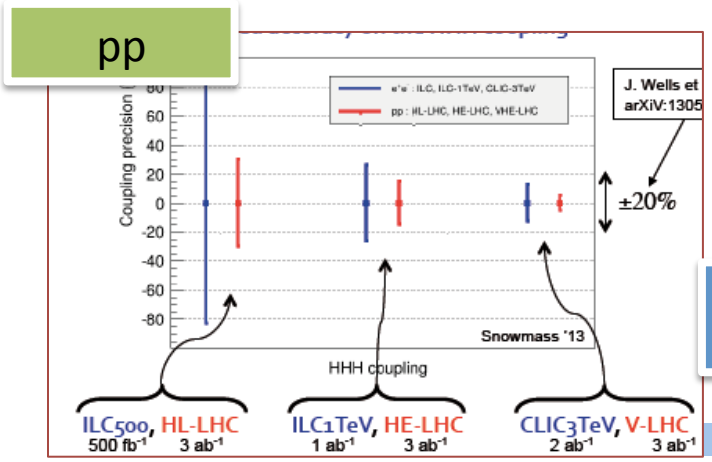 pp
HHH coupling
Coupling precision (
e⁺e⁻: ILC, ILC-1TeV, CLIC-3TeV
pp : HL-LHC, HE-LHC, VHE-LHC
80
60
40
20
0
-20
-40
-60
-80
Snowmass '13
HHH coupling
J. Wells et
arXiV:1305
±20%
ILC500, HL-LHC
500 fb⁻¹ 3 ab⁻¹
ILC1TeV, HE-LHC
1 ab⁻¹ 3 ab⁻¹
CLIC3TeV, V-LHC
2 ab⁻¹ 3 ab⁻¹